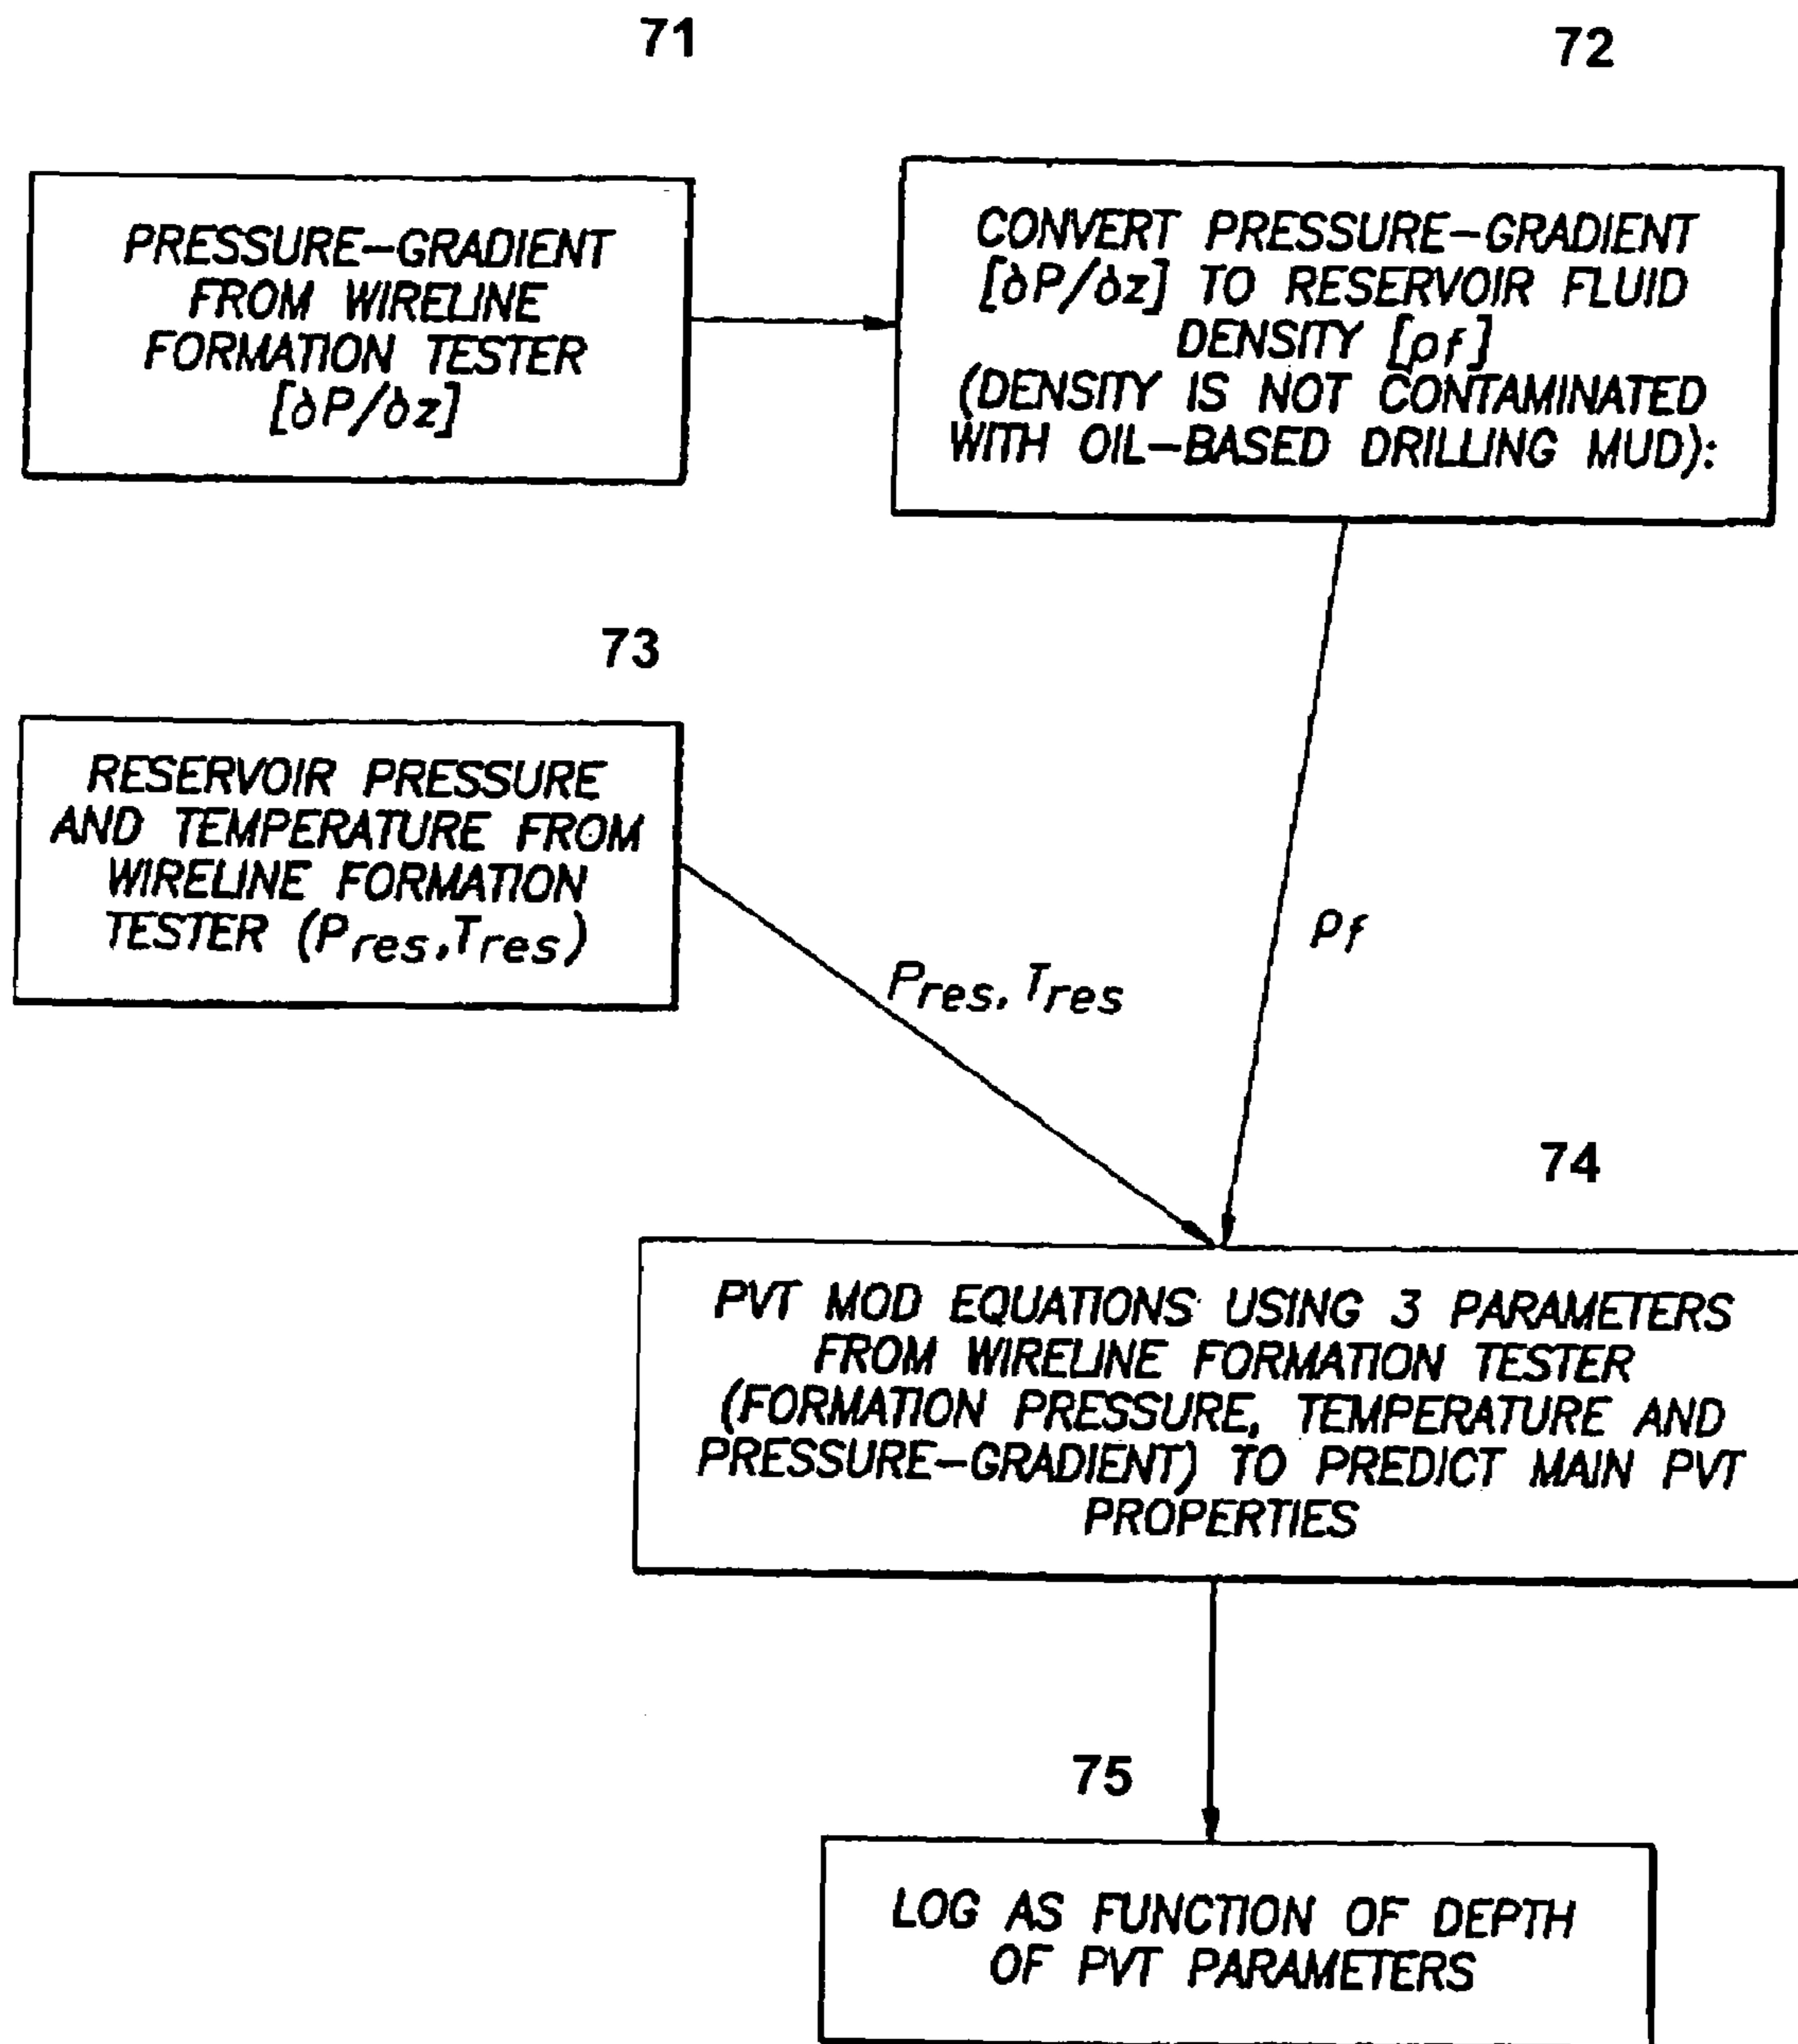 71
PRESSURE-GRADIENT
FROM WIRELINE
FORMATION TESTER
[∂P/∂z]
72
CONVERT PRESSURE-GRADIENT
[∂P/∂z] TO RESERVOIR FLUID
DENSITY [ρf]
(DENSITY IS NOT CONTAMINATED
WITH OIL-BASED DRILLING MUD):
73
RESERVOIR PRESSURE
AND TEMPERATURE FROM
WIRELINE FORMATION
TESTER (Pres,Tres)
Pres, Tres
ρf
74
PVT MOD EQUATIONS USING 3 PARAMETERS
FROM WIRELINE FORMATION TESTER
(FORMATION PRESSURE, TEMPERATURE AND
PRESSURE-GRADIENT) TO PREDICT MAIN PVT
PROPERTIES
75
LOG AS FUNCTION OF DEPTH
OF PVT PARAMETERS